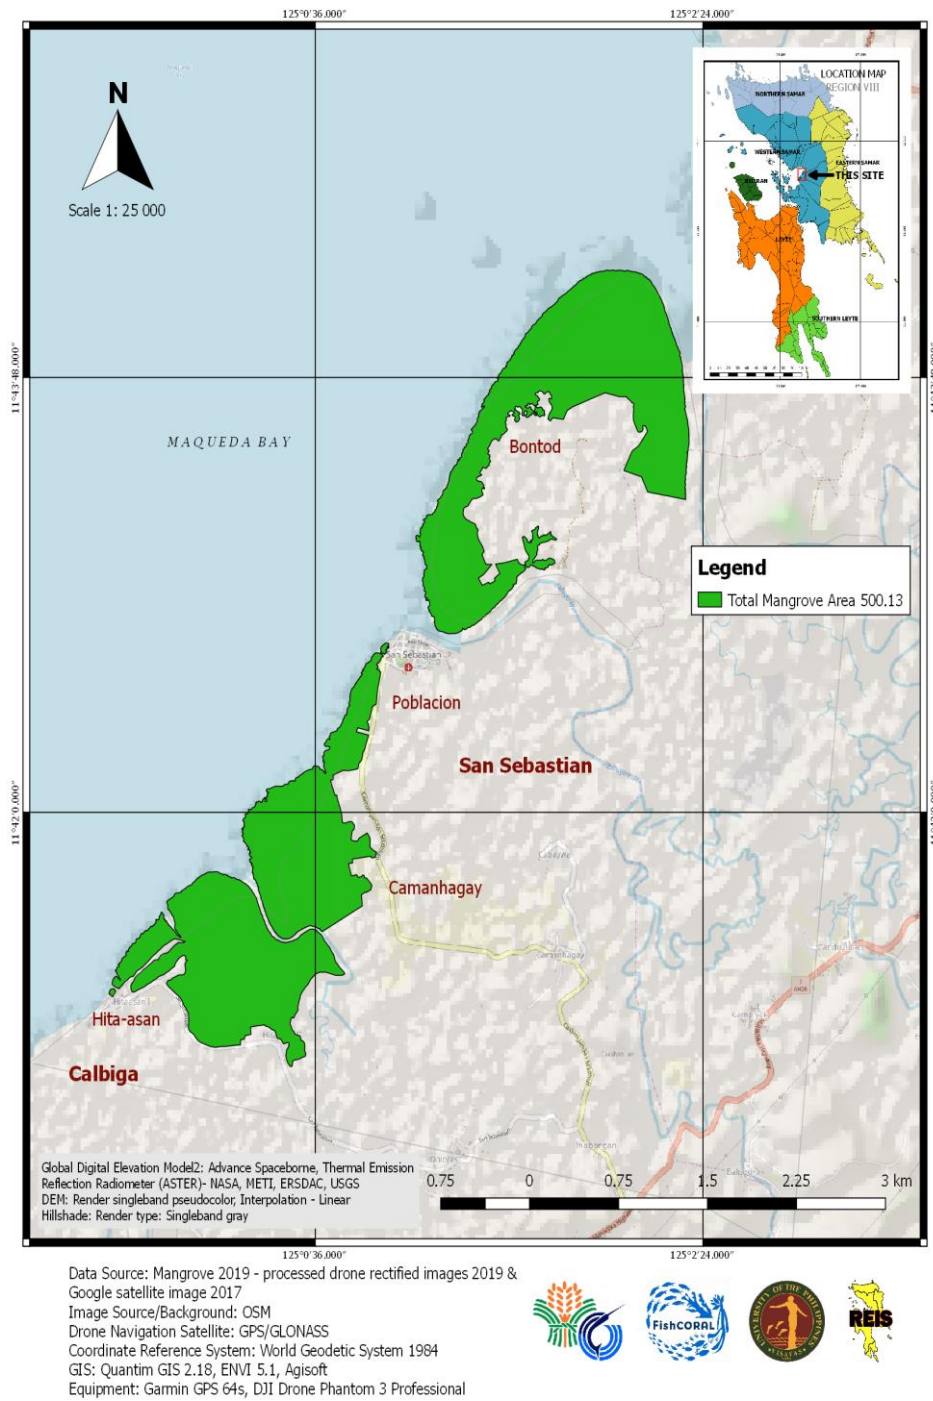 125°0'36.000" 125°2'24.000"
N
Scale 1: 25 000
LOCATION MAP
REGION VIII
NORTHERN SAMAR
WESTERN SAMAR
EASTERN SAMAR
THIS SITE
LEYTE
SOUTHERN LEYTE
11°43'48.000"
MAQUEDA BAY
Bontod
Legend
Total Mangrove Area 500.13
San Sebastian
Poblacion
San Sebastian
11°42'0.000"
Camanhagay
Camanhagay
Hita-asan
Calbiga
Global Digital Elevation Model2: Advance Spaceborne, Thermal Emission
Reflection Radiometer (ASTER)- NASA, METI, ERSDAC, USGS
DEM: Render singleband pseudocolor, Interpolation - Linear
Hillshade: Render type: Singleband gray
0.75 0 0.75 1.5 2.25 3 km
125°0'36.000" 125°2'24.000"
Data Source: Mangrove 2019 - processed drone rectified images 2019 &
Google satellite image 2017
Image Source/Background: OSM
Drone Navigation Satellite: GPS/GLONASS
Coordinate Reference System: World Geodetic System 1984
GIS: Quantim GIS 2.18, ENVI 5.1, Agisoft
Equipment: Garmin GPS 64s, DJI Drone Phantom 3 Professional
FishCORAL
UNIVERSITY OF THE PHILIPPINES
VISAYAS
REIS